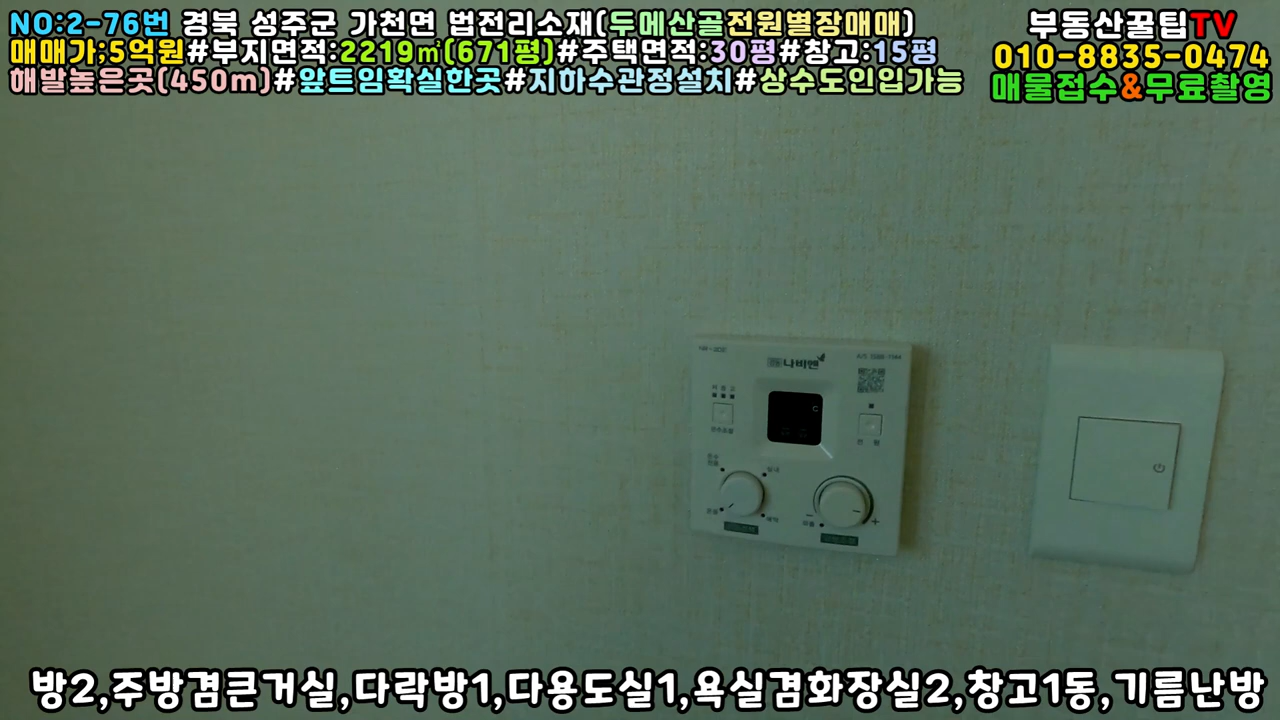 NO:2-76번 경북 성주군 가천면 법전리소재(두메산골전원별장매매)
매매가;5억원#부지면적:2219㎡(671평)#주택면적:30평#창고:15평
해발높은곳(450m)#앞트임확실한곳#지하수관정설치#상수도인입가능
부동산꿀팁TV
010-8835-0474
매물접수&무료촬영
나비엔
방2,주방겸큰거실,다락방1,다용도실1,욕실겸화장실2,창고1동,기름난방